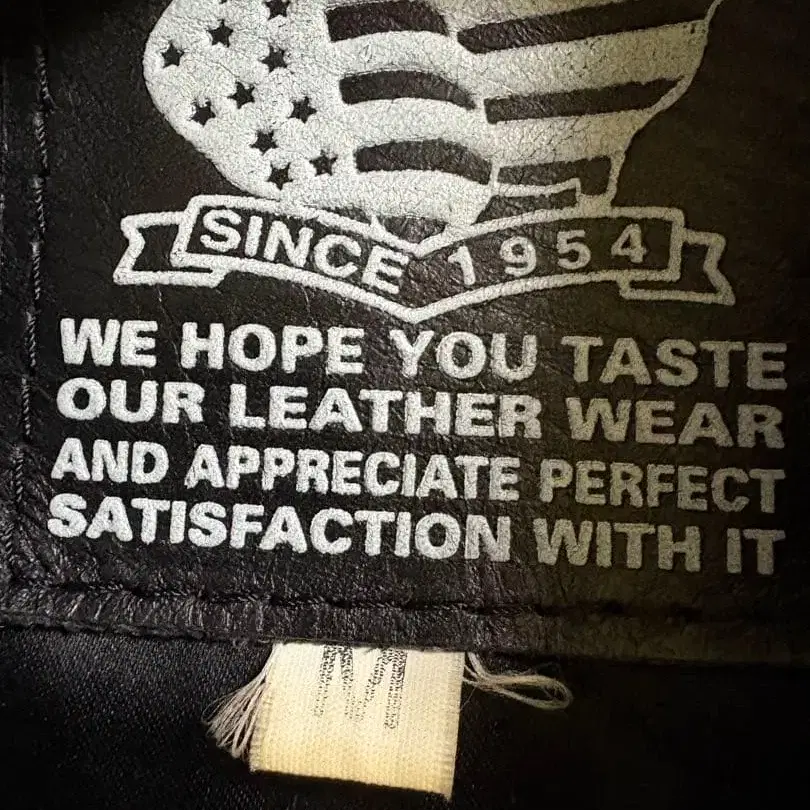 SINCE 1954
WE HOPE YOU TASTE
OUR LEATHER WEAR
AND APPRECIATE PERFECT
SATISFACTION WITH IT
M